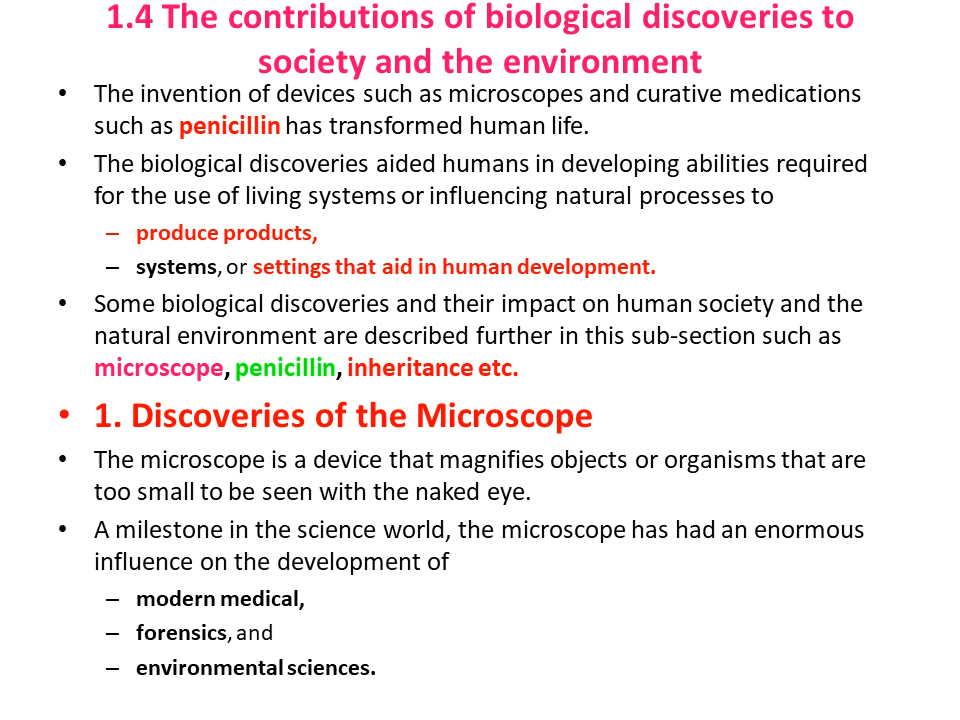 1.4 The contributions of biological discoveries to
society and the environment
• The invention of devices such as microscopes and curative medications
such as penicillin has transformed human life.
• The biological discoveries aided humans in developing abilities required
for the use of living systems or influencing natural processes to
– produce products,
– systems, or settings that aid in human development.
• Some biological discoveries and their impact on human society and the
natural environment are described further in this sub-section such as
microscope, penicillin, inheritance etc.
• 1. Discoveries of the Microscope
• The microscope is a device that magnifies objects or organisms that are
too small to be seen with the naked eye.
• A milestone in the science world, the microscope has had an enormous
influence on the development of
– modern medical,
– forensics, and
– environmental sciences.